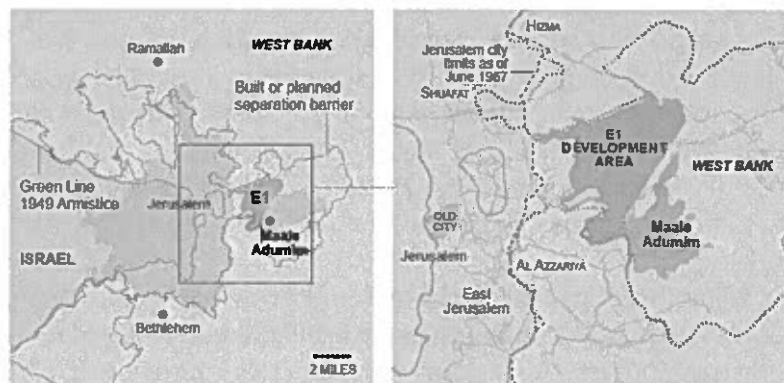 Ramallah
WEST BANK
Built or planned
separation barrier
Green Line
1949 Armistice
Jerusalem
E1
Maale
Adumim
ISRAEL
Bethlehem
2 MILES
HIZMA
Jerusalem city
limits as of
June 1967
SHUAFAT
E1
DEVELOPMENT
AREA
WEST BANK
OLD
CITY
Maale
Adumim
Jerusalem
AL AZZARIYA
East
Jerusalem